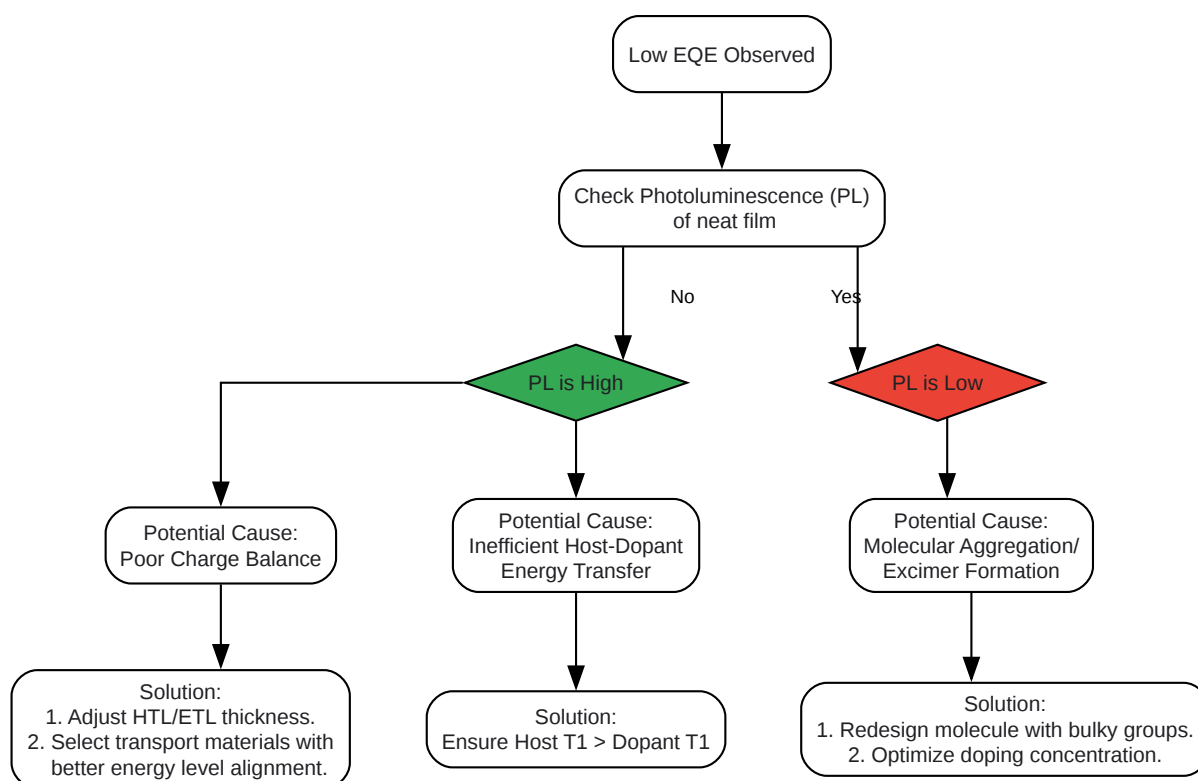 Low EQE Observed
Check Photoluminescence (PL)
of neat film
No
Yes
PL is High
PL is Low
Potential Cause:
Poor Charge Balance
Potential Cause:
Inefficient Host-Dopant
Energy Transfer
Potential Cause:
Molecular Aggregation/
Excimer Formation
Solution:
1. Adjust HTL/ETL thickness.
2. Select transport materials with
better energy level alignment.
Solution:
Ensure Host T1 > Dopant T1
Solution:
1. Redesign molecule with bulky groups.
2. Optimize doping concentration.